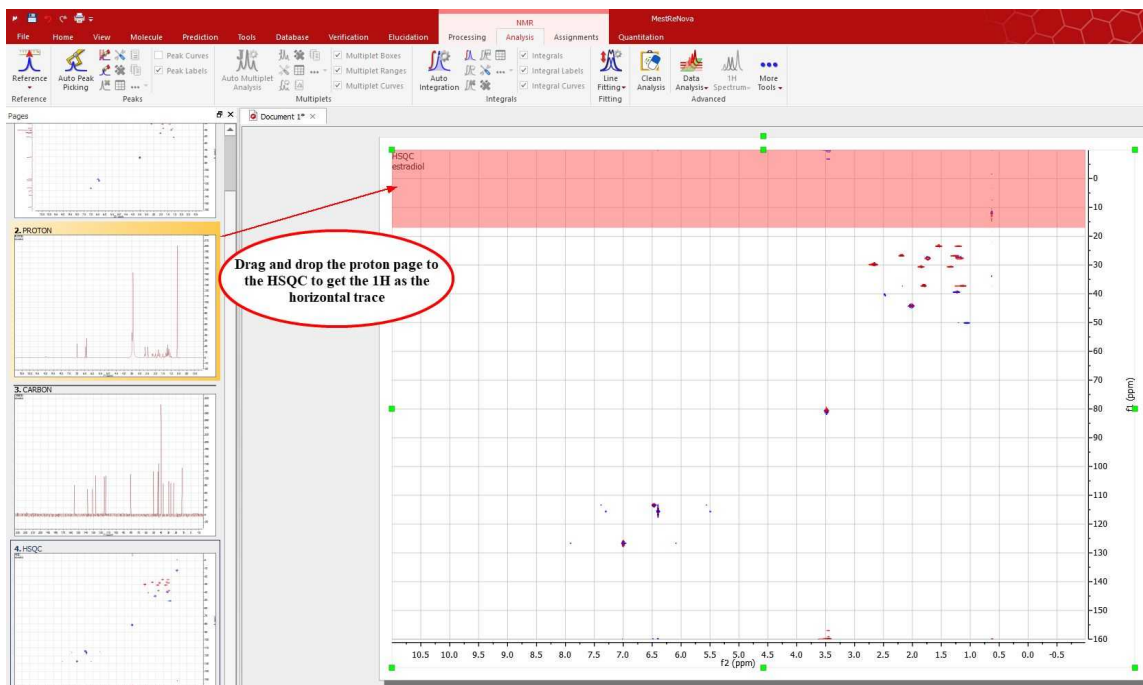 NMR
MestReNova
File Home View Molecule Prediction Tools Database Verification Elucidation Processing Analysis Assignments Quantitation
Reference
Reference
Auto Peak
Picking
Peak Curves
Peak Labels
Peaks
Auto Multiplet
Analysis
Multiplet Boxes
Multiplet Ranges
Multiplet Curves
Multiplets
Auto
Integration
Integrals
Integral Labels
Integral Curves
Integrals
Line
Fitting
Fitting
Clean
Analysis
Data
Analysis
1H
Spectrum
More
Tools
Advanced
Pages
Document 1*
2. PROTON
3. CARBON
4. HSQC
HSQC
estradiol
Drag and drop the proton page to
the HSQC to get the 1H as the
horizontal trace
0
10
20
30
40
50
60
70
80
90
100
110
120
130
140
150
160
f1 (ppm)
10.5 10.0 9.5 9.0 8.5 8.0 7.5 7.0 6.5 6.0 5.5 5.0 4.5 4.0 3.5 3.0 2.5 2.0 1.5 1.0 0.5 0.0 -0.5
f2 (ppm)